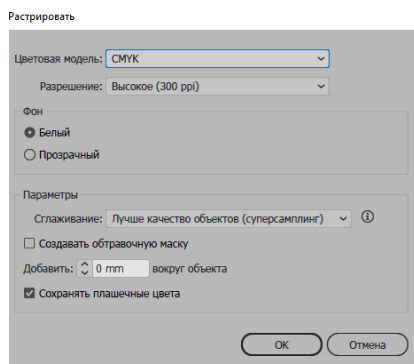 Растрировать
Цветовая модель: CMYK
Разрешение: Высокое (300 ppi)
Фон
Белый
Прозрачный
Параметры
Сглаживание: Лучше качество объектов (суперсамплинг)
Создавать обтравочную маску
Добавить: 0 mm вокруг объекта
Сохранять плашечные цвета
OK Отмена